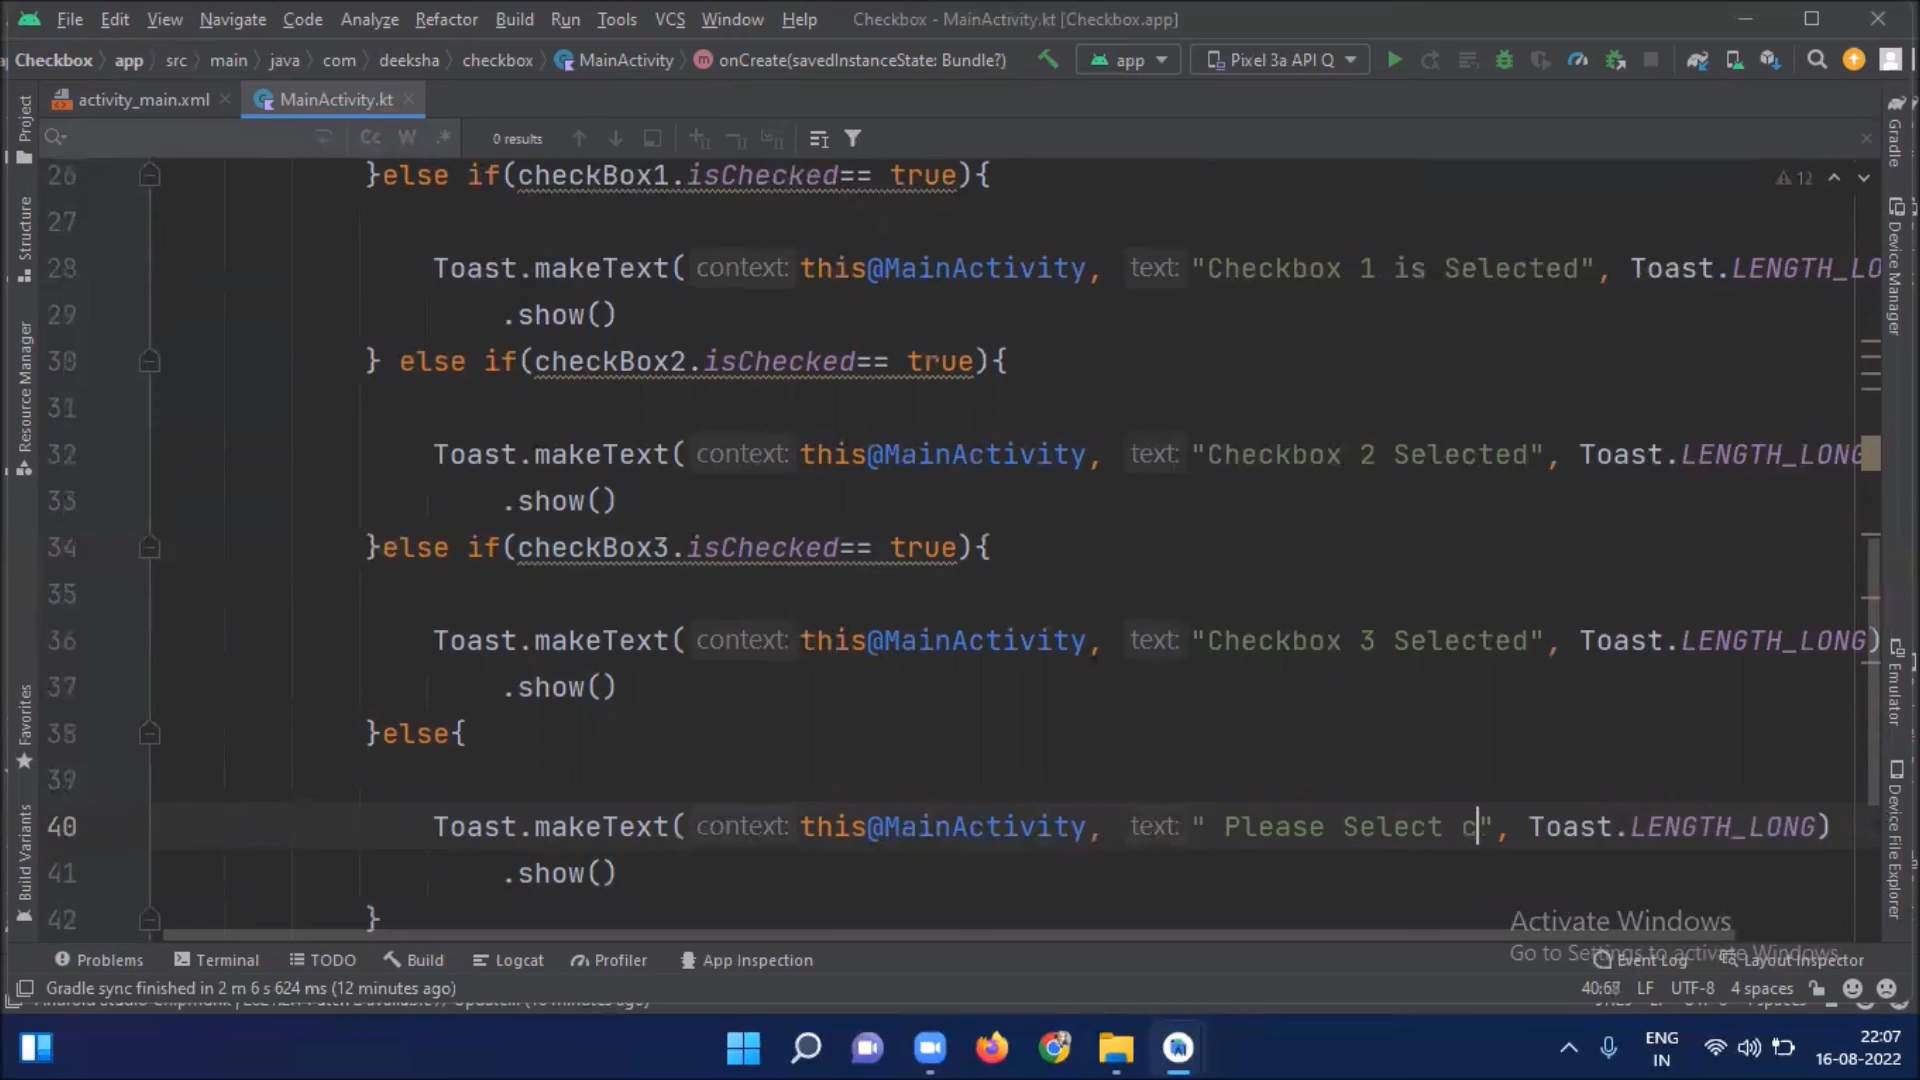 File Edit View Navigate Code Analyze Refactor Build Run Tools VCS Window Help Checkbox - MainActivity.kt [Checkbox.app]
Checkbox app src main java com deeksha checkbox MainActivity onCreate(savedInstanceState: Bundle?) app Pixel 3a API Q
activity_main.xml MainActivity.kt
Cc W .* 0 results
26 }else if(checkBox1.isChecked== true){ 12
27
28 Toast.makeText( context: this@MainActivity, text: "Checkbox 1 is Selected", Toast.LENGTH_LO
29 .show()
30 } else if(checkBox2.isChecked== true){
31
32 Toast.makeText( context: this@MainActivity, text: "Checkbox 2 Selected", Toast.LENGTH_LONG
33 .show()
34 }else if(checkBox3.isChecked== true){
35
36 Toast.makeText( context: this@MainActivity, text: "Checkbox 3 Selected", Toast.LENGTH_LONG)
37 .show()
38 }else{
39
40 Toast.makeText( context: this@MainActivity, text: " Please Select c", Toast.LENGTH_LONG)
41 .show()
42 }
Project
Structure
Resource Manager
Favorites
Build Variants
Gradle
Device Manager
Emulator
Device File Explorer
Activate Windows
Go to Settings to activate Windows.
Problems Terminal TODO Build Logcat Profiler App Inspection Event Log Layout Inspector
Gradle sync finished in 2 m 6 s 624 ms (12 minutes ago) 40:68 LF UTF-8 4 spaces
ENG
IN
22:07
16-08-2022